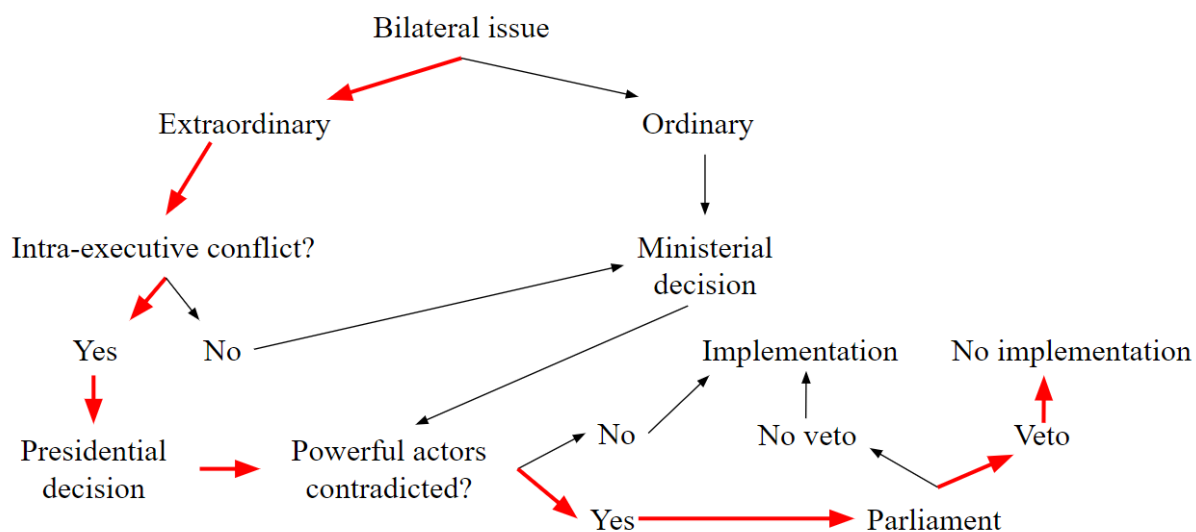 Bilateral issue
Extraordinary
Ordinary
Intra-executive conflict?
Ministerial
decision
Yes
No
Implementation
No implementation
Presidential
decision
Powerful actors
contradicted?
No
No veto
Veto
Yes
Parliament